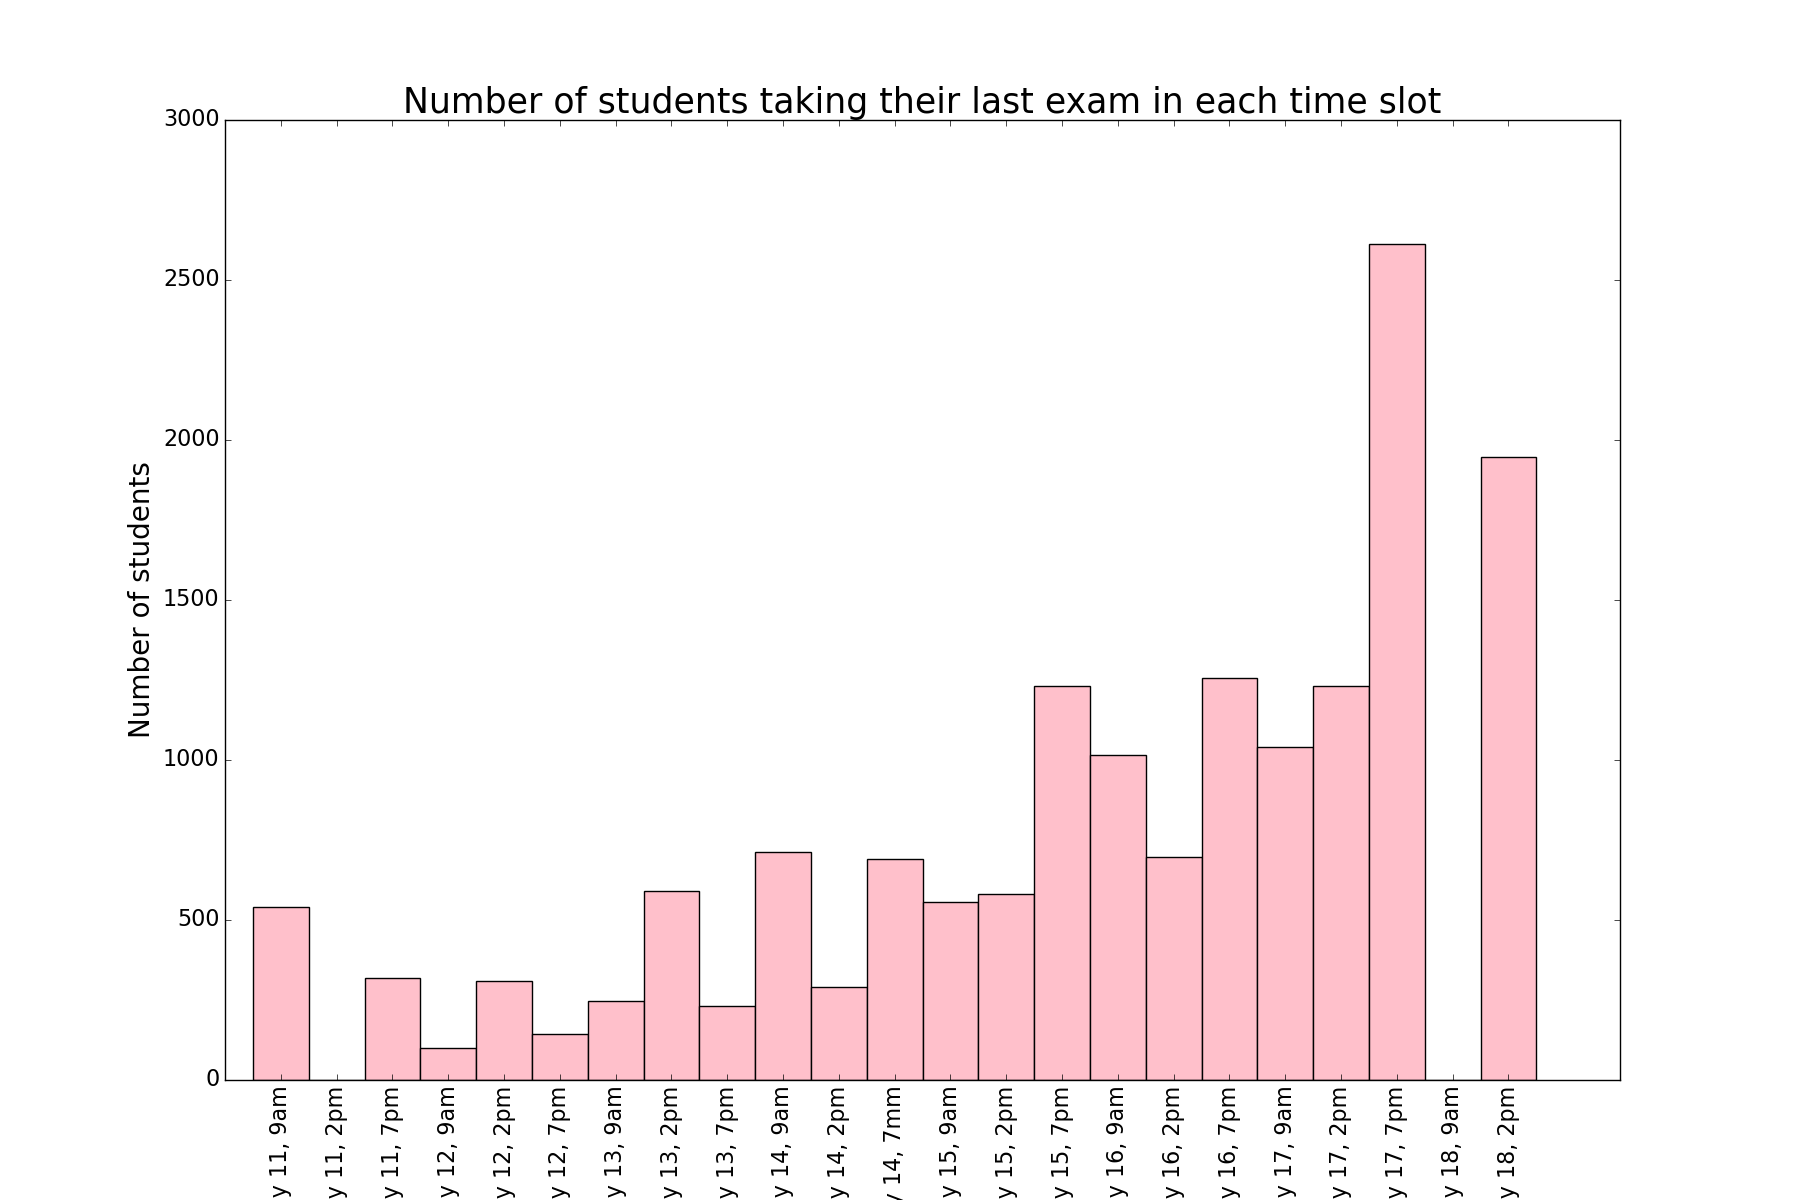 Number of students taking their last exam in each time slot
Number of students
3000
2500
2000
1500
1000
500
0
y 11, 9am
y 11, 2pm
y 11, 7pm
y 12, 9am
y 12, 2pm
y 12, 7pm
y 13, 9am
y 13, 2pm
y 13, 7pm
y 14, 9am
y 14, 2pm
y 14, 7mm
y 15, 9am
y 15, 2pm
y 15, 7pm
y 16, 9am
y 16, 2pm
y 16, 7pm
y 17, 9am
y 17, 2pm
y 17, 7pm
y 18, 9am
y 18, 2pm